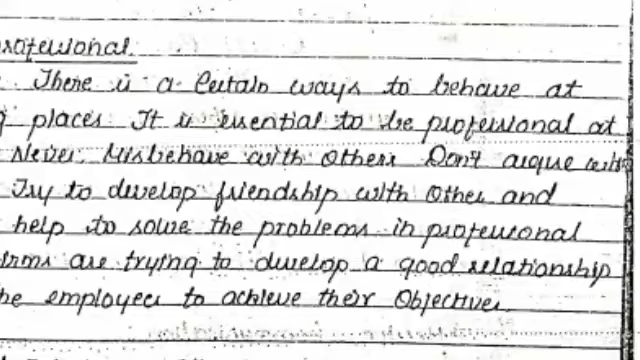 rofessional.
There is a certain ways to behave at
g places. It is essential to be professional at
Never Misbehave with others Don't argue with
Try to develop friendship with other and
help to solve the problems in professional
irms are trying to develop a good relationship
he employees to achieve their Objectives.